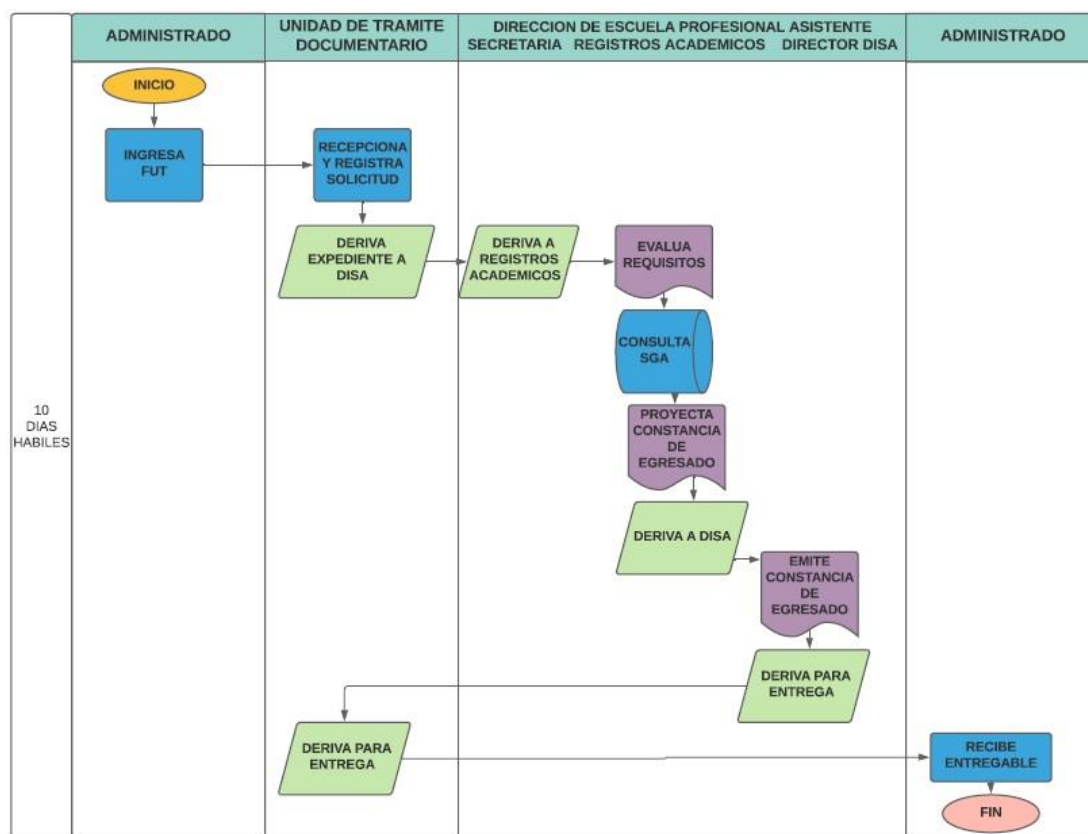 ADMINISTRADO
UNIDAD DE TRAMITE
DOCUMENTARIO
DIRECCION DE ESCUELA PROFESIONAL ASISTENTE
SECRETARIA REGISTROS ACADEMICOS DIRECTOR DISA
ADMINISTRADO
10
DIAS
HABILES
INICIO
INGRESA
FUT
RECEPCIONA
Y REGISTRA
SOLICITUD
DERIVA
EXPEDIENTE A
DISA
DERIVA A
REGISTROS
ACADEMICOS
EVALUA
REQUISITOS
CONSULTA
SGA
PROYECTA
CONSTANCIA
DE
EGRESADO
DERIVA A DISA
EMITE
CONSTANCIA
DE
EGRESADO
DERIVA PARA
ENTREGA
DERIVA PARA
ENTREGA
RECIBE
ENTREGABLE
FIN